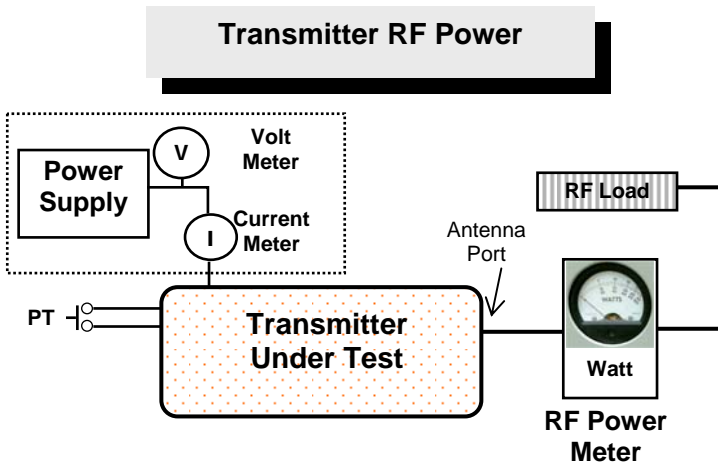 Transmitter RF Power
Volt
Meter
V
Power
Supply
Current
Meter
I
RF Load
Antenna
Port
PT
Transmitter
Under Test
WATTS
Watt
RF Power
Meter